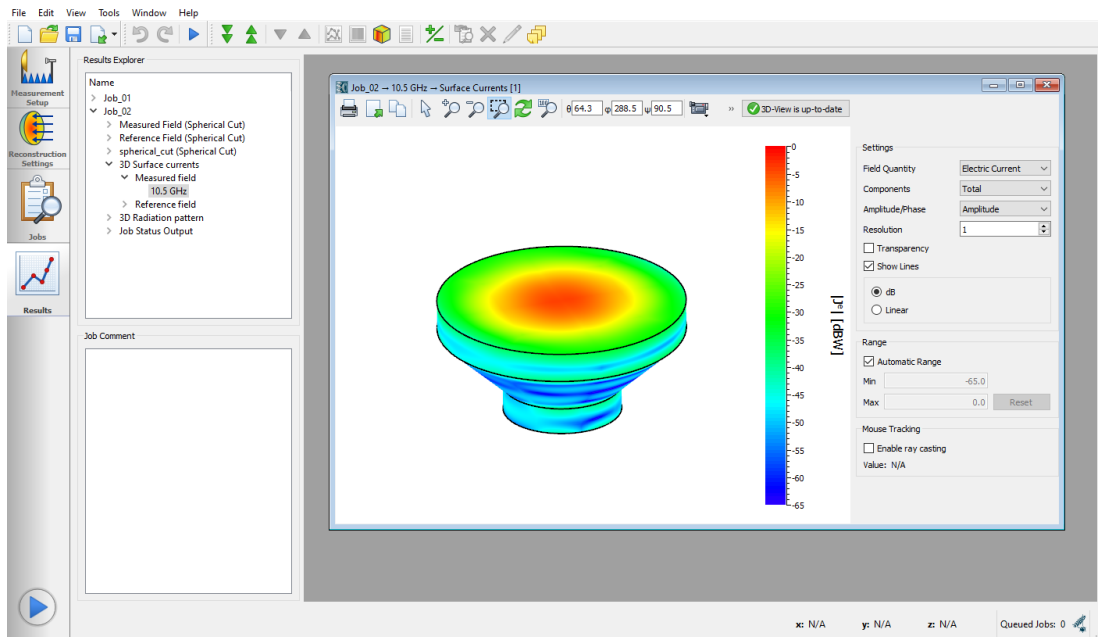 File Edit View Tools Window Help
Measurement
Setup
Reconstruction
Settings
Jobs
Results
Results Explorer
Name
Job_01
Job_02
Measured Field (Spherical Cut)
Reference Field (Spherical Cut)
spherical_cut (Spherical Cut)
3D Surface currents
Measured field
10.5 GHz
Reference field
3D Radiation pattern
Job Status Output
Job Comment
Job_02 → 10.5 GHz → Surface Currents [1]
100
θ 64.3 φ 288.5 ψ 90.5 » 3D-View is up-to-date
0
-5
-10
-15
-20
-25
-30
-35
-40
-45
-50
-55
-60
-65
|Jᵉ| [dBW]
Settings
Field Quantity Electric Current
Components Total
Amplitude/Phase Amplitude
Resolution 1
Transparency
Show Lines
dB
Linear
Range
Automatic Range
Min -65.0
Max 0.0 Reset
Mouse Tracking
Enable ray casting
Value: N/A
x: N/A y: N/A z: N/A Queued Jobs: 0